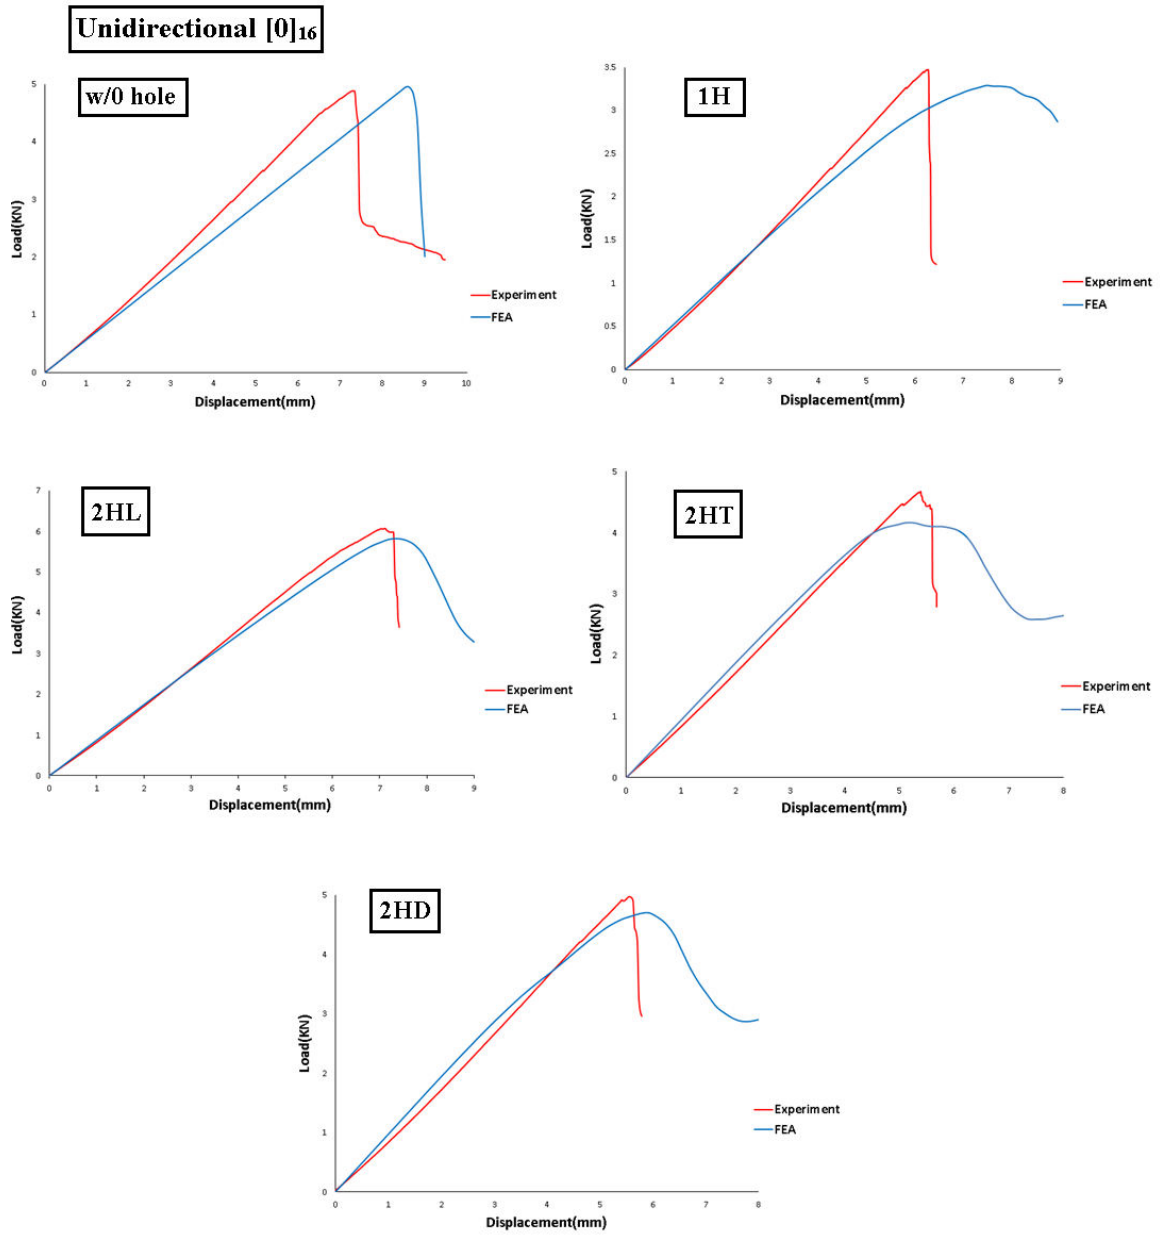 Unidirectional [0]16
w/0 hole
5
4
3
2
1
0
0 1 2 3 4 5 6 7 8 9 10
Load(KN)
Displacement(mm)
Experiment
FEA
1H
3.5
3
2.5
2
1.5
1
0.5
0
0 1 2 3 4 5 6 7 8 9
Load(KN)
Displacement(mm)
Experiment
FEA
2HL
7
6
5
4
3
2
1
0
0 1 2 3 4 5 6 7 8 9
Load(KN)
Displacement(mm)
Experiment
FEA
2HT
5
4
3
2
1
0
0 1 2 3 4 5 6 7 8
Load(KN)
Displacement(mm)
Experiment
FEA
2HD
5
4
3
2
1
0
0 1 2 3 4 5 6 7 8
Load(KN)
Displacement(mm)
Experiment
FEA